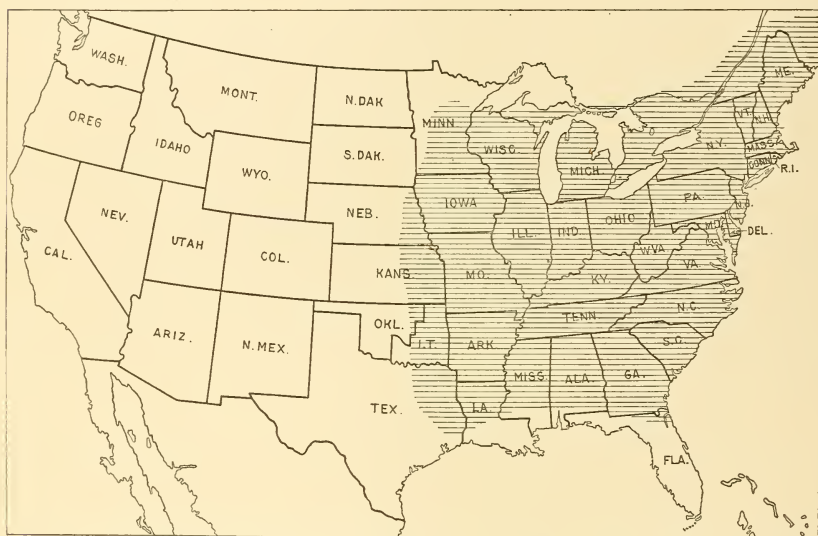 WASH.
MONT.
N.DAK
MINN.
ME.
OREG
IDAHO
S.DAK.
WISC.
MICH.
N.Y.
VT.
N.H.
MASS.
CONN.
R.I.
WYO.
NEB.
IOWA
ILL.
IND.
OHIO
PA.
N.J.
M.D.
DEL.
NEV.
UTAH
COL.
KANS.
MO.
KY.
W.VA.
VA.
CAL.
ARIZ.
N.MEX.
OKL.
I.T.
ARK.
TENN.
N.C.
S.C.
TEX.
LA.
MISS.
ALA.
GA.
FLA.